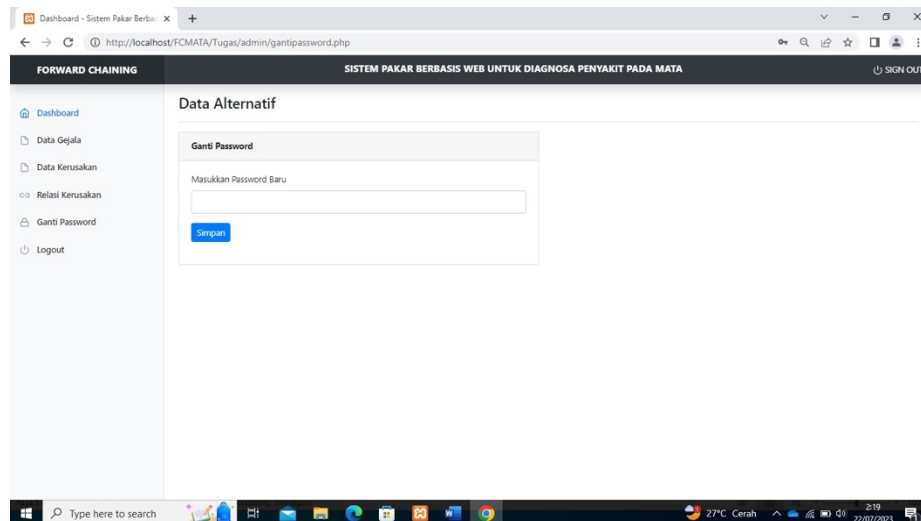 Dashboard - Sistem Pakar Berba
http://localhost/FCMATA/Tugas/admin/gantipassword.php
FORWARD CHAINING
SISTEM PAKAR BERBASIS WEB UNTUK DIAGNOSA PENYAKIT PADA MATA
SIGN OUT
Dashboard
Data Gejala
Data Kerusakan
Relasi Kerusakan
Ganti Password
Logout
Data Alternatif
Ganti Password
Masukkan Password Baru
Simpan
Type here to search
27°C Cerah
2:19
22/07/2023